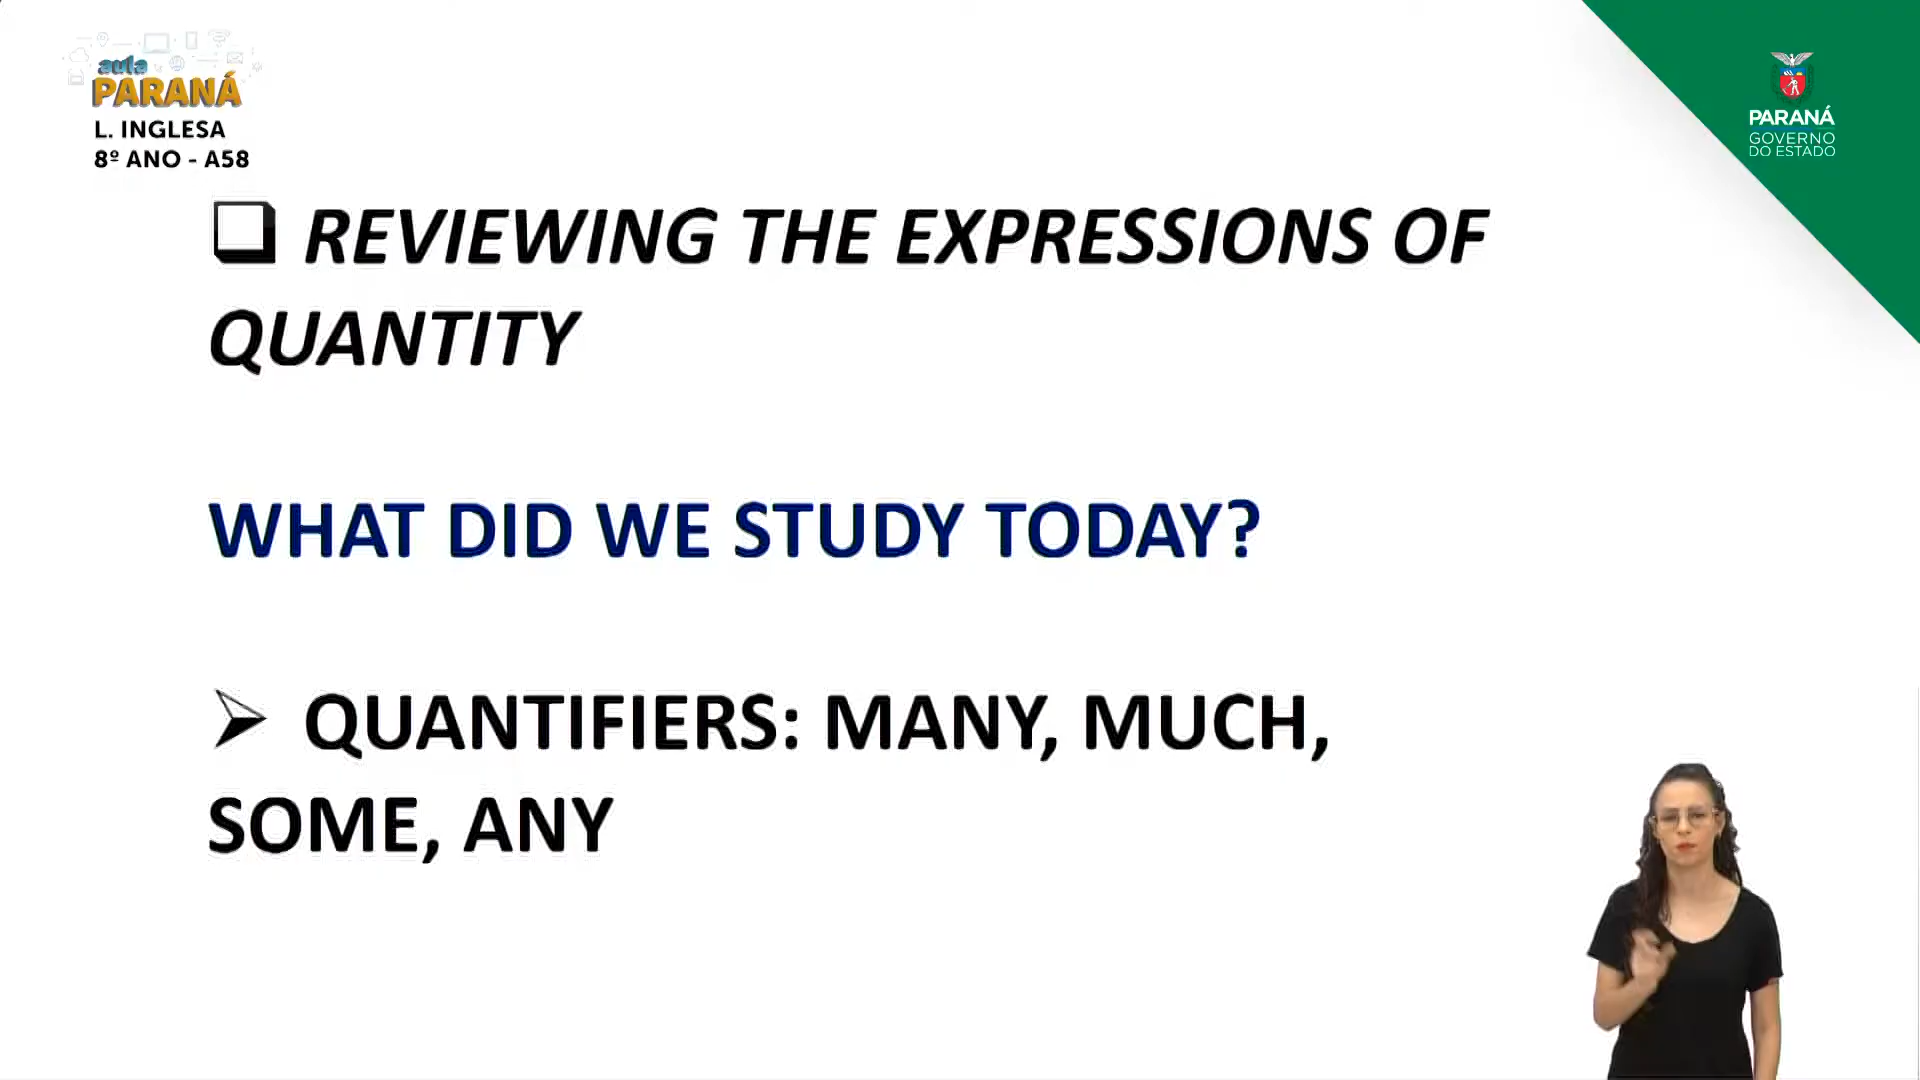 aula
PARANÁ
L. INGLESA
8º ANO - A58
PARANÁ
GOVERNO
DO ESTADO
REVIEWING THE EXPRESSIONS OF
QUANTITY
WHAT DID WE STUDY TODAY?
QUANTIFIERS: MANY, MUCH,
SOME, ANY